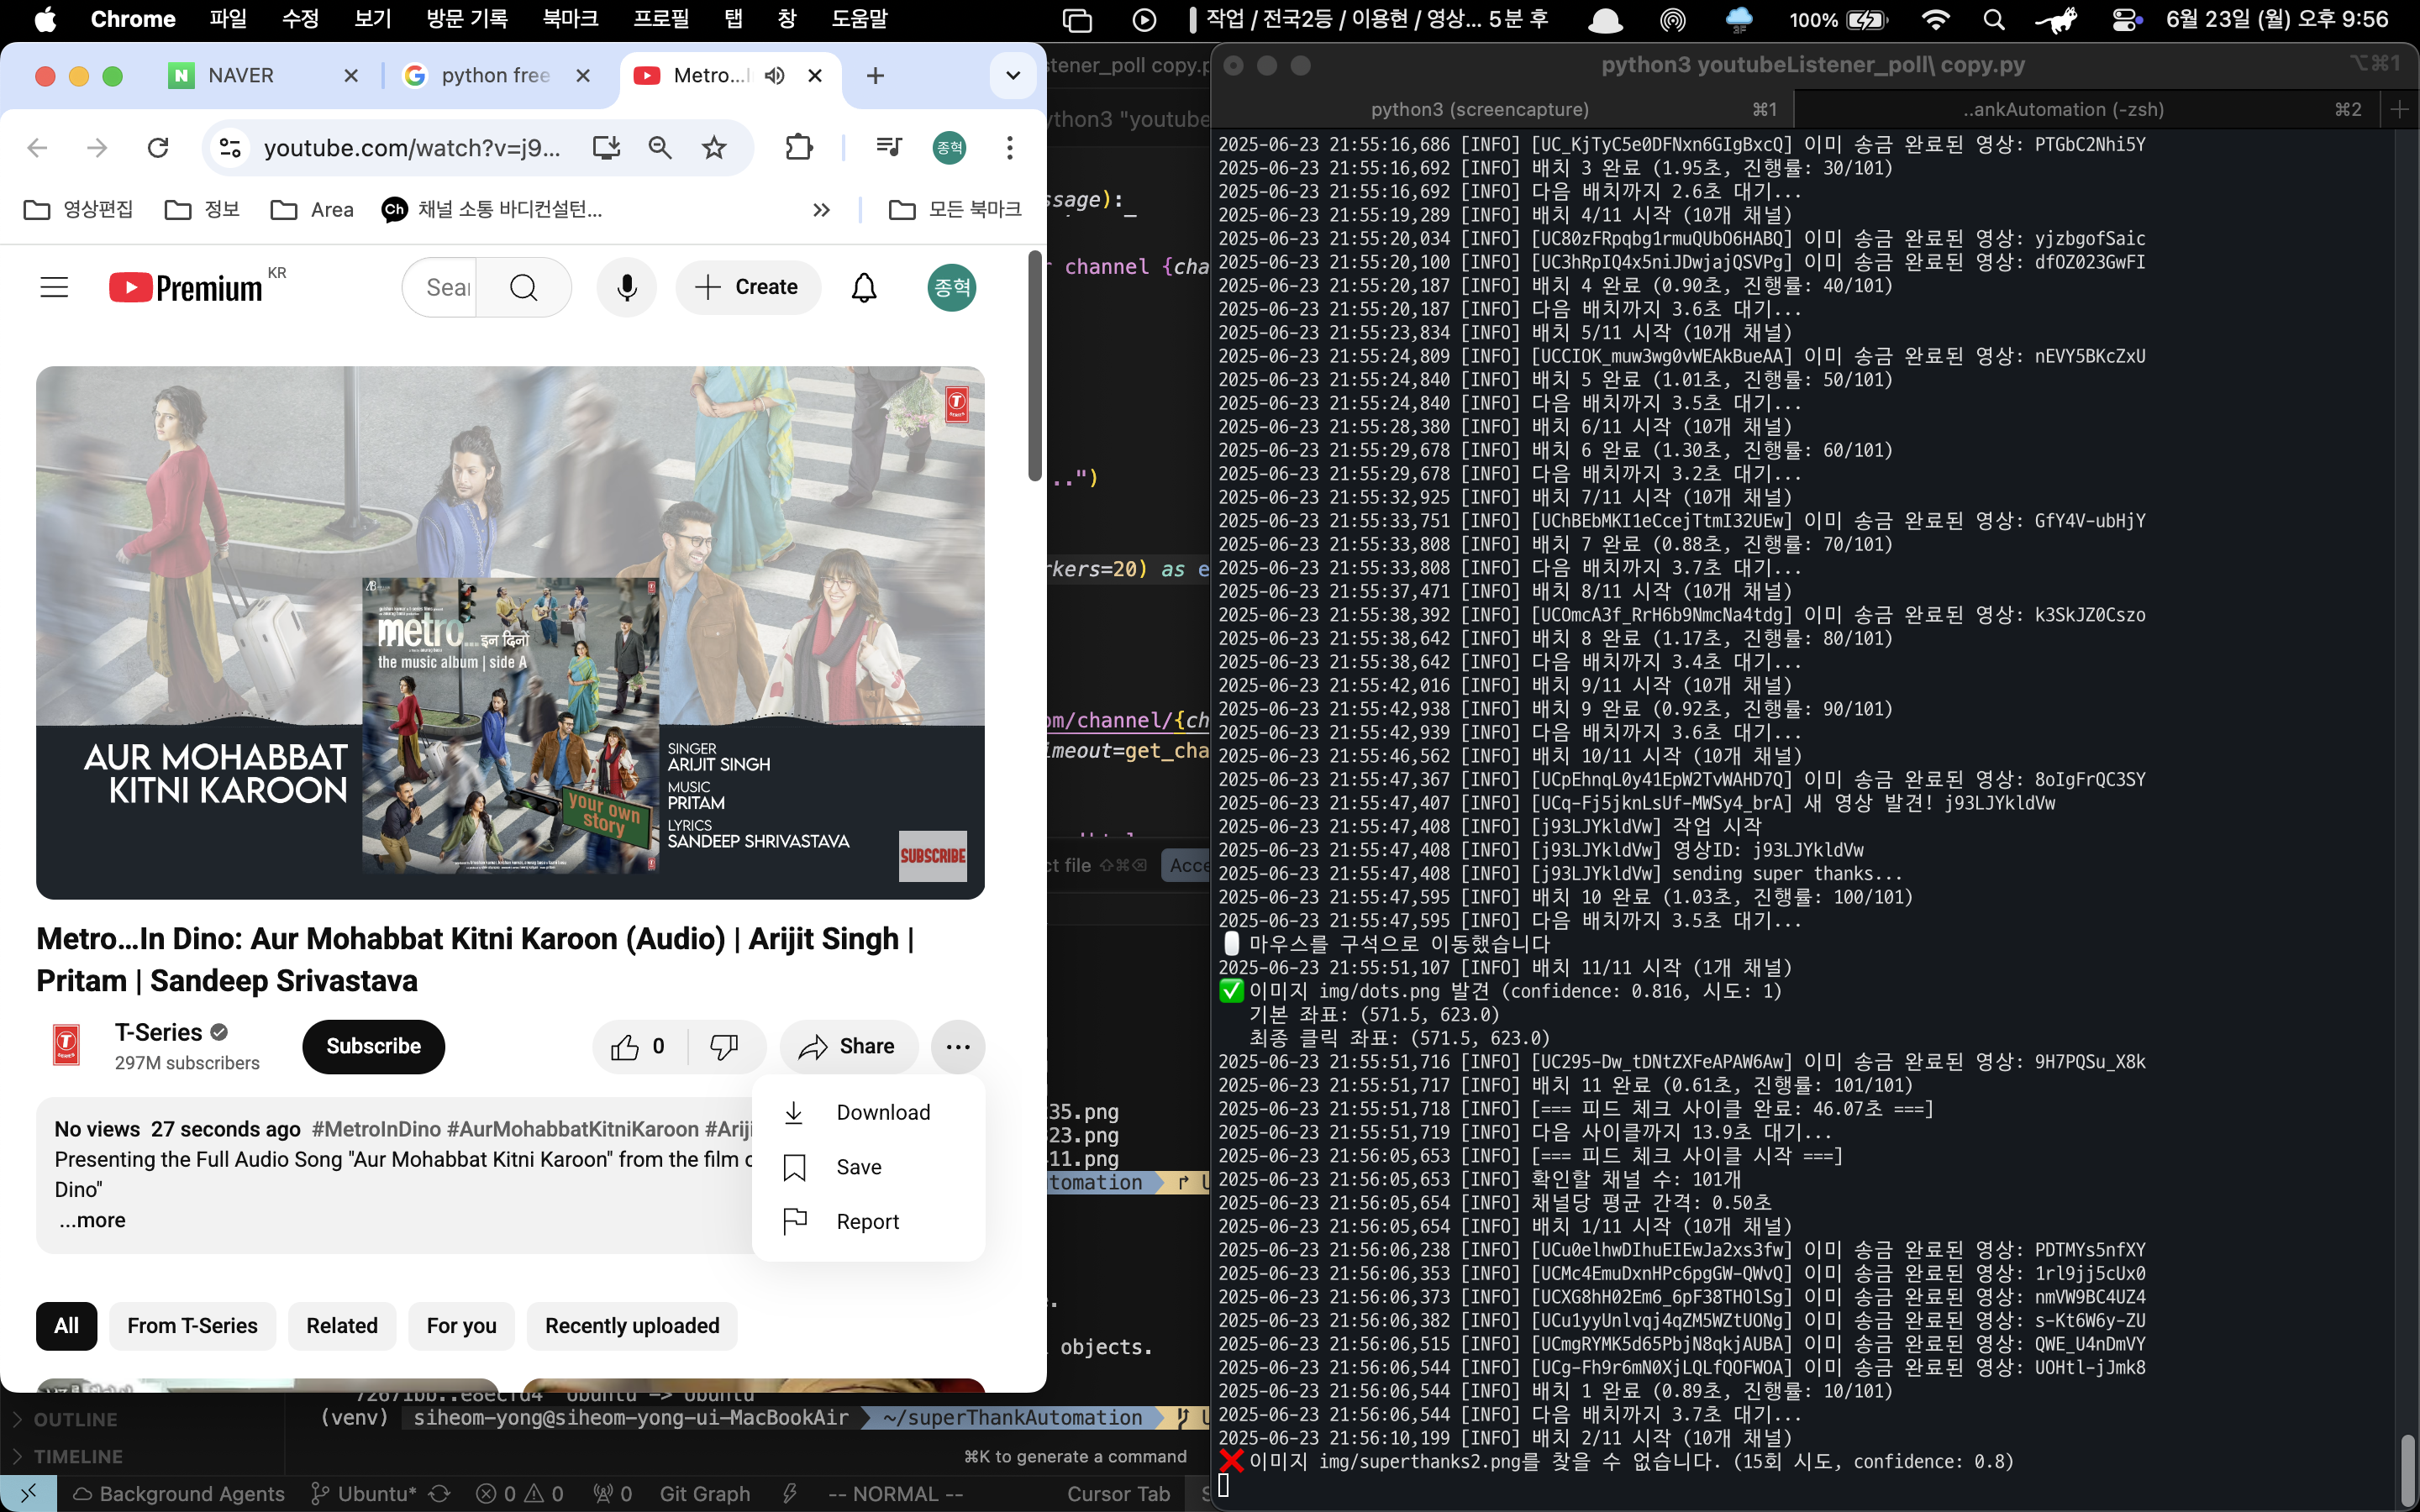 Chrome 파일 수정 보기 방문 기록 북마크 프로필 탭 창 도움말 작업 / 전국2등 / 이용현 / 영상... 5분 후 100% 6월 23일 (월) 오후 9:56
NAVER
python free
Metro...I
youtube.com/watch?v=j9...
종혁
영상편집 정보 Area 채널 소통 바디컨설턴... 모든 북마크
Premium KR
Sear
Create
종혁
AUR MOHABBAT
KITNI KAROON
metro... इन दिनों
the music album | side A
your own
story
SINGER
ARIJIT SINGH
MUSIC
PRITAM
LYRICS
SANDEEP SHRIVASTAVA
SUBSCRIBE
Metro…In Dino: Aur Mohabbat Kitni Karoon (Audio) | Arijit Singh |
Pritam | Sandeep Srivastava
T-Series
297M subscribers
Subscribe
0
Share
Download
Save
Report
No views 27 seconds ago #MetroInDino #AurMohabbatKitniKaroon #Ariji
Presenting the Full Audio Song "Aur Mohabbat Kitni Karoon" from the film
Dino"
...more
All
From T-Series
Related
For you
Recently uploaded
stener_poll copy.p
ython3 "youtube
ssage):
r channel {cha
..")
rkers=20) as e
om/channel/{ch
imeout=get_cha
ct file ⇧⌘⌫ Acce
35.png
23.png
11.png
tomation
objects.
72671bb..e8ecfd4 Ubuntu -> Ubuntu
(venv) siheom-yong@siheom-yong-ui-MacBookAir ~/superThankAutomation
⌘K to generate a command
OUTLINE
TIMELINE
Background Agents Ubuntu* 0 0 0 Git Graph -- NORMAL -- Cursor Tab
python3 youtubeListener_poll\ copy.py ⌥⌘1
python3 (screencapture) ⌘1 ..ankAutomation (-zsh) ⌘2
2025-06-23 21:55:16,686 [INFO] [UC_KjTyC5e0DFNxn6GIgBxcQ] 이미 송금 완료된 영상: PTGbC2Nhi5Y
2025-06-23 21:55:16,692 [INFO] 배치 3 완료 (1.95초, 진행률: 30/101)
2025-06-23 21:55:16,692 [INFO] 다음 배치까지 2.6초 대기...
2025-06-23 21:55:19,289 [INFO] 배치 4/11 시작 (10개 채널)
2025-06-23 21:55:20,034 [INFO] [UC80zFRpqbg1rmuQUbO6HABQ] 이미 송금 완료된 영상: yjzbgofSaic
2025-06-23 21:55:20,100 [INFO] [UC3hRpIQ4x5niJDwjajQSVPg] 이미 송금 완료된 영상: dfOZ023GwFI
2025-06-23 21:55:20,187 [INFO] 배치 4 완료 (0.90초, 진행률: 40/101)
2025-06-23 21:55:20,187 [INFO] 다음 배치까지 3.6초 대기...
2025-06-23 21:55:23,834 [INFO] 배치 5/11 시작 (10개 채널)
2025-06-23 21:55:24,809 [INFO] [UCCIOK_muw3wg0vWEAkBueAA] 이미 송금 완료된 영상: nEVY5BKcZxU
2025-06-23 21:55:24,840 [INFO] 배치 5 완료 (1.01초, 진행률: 50/101)
2025-06-23 21:55:24,840 [INFO] 다음 배치까지 3.5초 대기...
2025-06-23 21:55:28,380 [INFO] 배치 6/11 시작 (10개 채널)
2025-06-23 21:55:29,678 [INFO] 배치 6 완료 (1.30초, 진행률: 60/101)
2025-06-23 21:55:29,678 [INFO] 다음 배치까지 3.2초 대기...
2025-06-23 21:55:32,925 [INFO] 배치 7/11 시작 (10개 채널)
2025-06-23 21:55:33,751 [INFO] [UChBEbMKI1eCcejTtmI32UEw] 이미 송금 완료된 영상: GfY4V-ubHjY
2025-06-23 21:55:33,808 [INFO] 배치 7 완료 (0.88초, 진행률: 70/101)
2025-06-23 21:55:33,808 [INFO] 다음 배치까지 3.7초 대기...
2025-06-23 21:55:37,471 [INFO] 배치 8/11 시작 (10개 채널)
2025-06-23 21:55:38,392 [INFO] [UCOmcA3f_RrH6b9NmcNa4tdg] 이미 송금 완료된 영상: k3SkJZ0Cszo
2025-06-23 21:55:38,642 [INFO] 배치 8 완료 (1.17초, 진행률: 80/101)
2025-06-23 21:55:38,642 [INFO] 다음 배치까지 3.4초 대기...
2025-06-23 21:55:42,016 [INFO] 배치 9/11 시작 (10개 채널)
2025-06-23 21:55:42,938 [INFO] 배치 9 완료 (0.92초, 진행률: 90/101)
2025-06-23 21:55:42,939 [INFO] 다음 배치까지 3.6초 대기...
2025-06-23 21:55:46,562 [INFO] 배치 10/11 시작 (10개 채널)
2025-06-23 21:55:47,367 [INFO] [UCpEhnqL0y41EpW2TvWAHD7Q] 이미 송금 완료된 영상: 8oIgFrQC3SY
2025-06-23 21:55:47,407 [INFO] [UCq-Fj5jknLsUf-MWSy4_brA] 새 영상 발견! j93LJYkldVw
2025-06-23 21:55:47,408 [INFO] [j93LJYkldVw] 작업 시작
2025-06-23 21:55:47,408 [INFO] [j93LJYkldVw] 영상ID: j93LJYkldVw
2025-06-23 21:55:47,408 [INFO] [j93LJYkldVw] sending super thanks...
2025-06-23 21:55:47,595 [INFO] 배치 10 완료 (1.03초, 진행률: 100/101)
2025-06-23 21:55:47,595 [INFO] 다음 배치까지 3.5초 대기...
마우스를 구석으로 이동했습니다
2025-06-23 21:55:51,107 [INFO] 배치 11/11 시작 (1개 채널)
✅ 이미지 img/dots.png 발견 (confidence: 0.816, 시도: 1)
기본 좌표: (571.5, 623.0)
최종 클릭 좌표: (571.5, 623.0)
2025-06-23 21:55:51,716 [INFO] [UC295-Dw_tDNtZXFeAPAW6Aw] 이미 송금 완료된 영상: 9H7PQSu_X8k
2025-06-23 21:55:51,717 [INFO] 배치 11 완료 (0.61초, 진행률: 101/101)
2025-06-23 21:55:51,718 [INFO] [=== 피드 체크 사이클 완료: 46.07초 ===]
2025-06-23 21:55:51,719 [INFO] 다음 사이클까지 13.9초 대기...
2025-06-23 21:56:05,653 [INFO] [=== 피드 체크 사이클 시작 ===]
2025-06-23 21:56:05,653 [INFO] 확인할 채널 수: 101개
2025-06-23 21:56:05,654 [INFO] 채널당 평균 간격: 0.50초
2025-06-23 21:56:05,654 [INFO] 배치 1/11 시작 (10개 채널)
2025-06-23 21:56:06,238 [INFO] [UCu0elhwDIhuEIEwJa2xs3fw] 이미 송금 완료된 영상: PDTMYs5nfXY
2025-06-23 21:56:06,353 [INFO] [UCMc4EmuDxnHPc6pgGW-QWvQ] 이미 송금 완료된 영상: 1rl9jj5cUx0
2025-06-23 21:56:06,373 [INFO] [UCXG8hH02Em6_6pF38THOlSg] 이미 송금 완료된 영상: nmVW9BC4UZ4
2025-06-23 21:56:06,382 [INFO] [UCu1yyUnlvqj4qZM5WZtUONg] 이미 송금 완료된 영상: s-Kt6W6y-ZU
2025-06-23 21:56:06,515 [INFO] [UCmgRYMK5d65PbjN8qkjAUBA] 이미 송금 완료된 영상: QWE_U4nDmVY
2025-06-23 21:56:06,544 [INFO] [UCg-Fh9r6mN0XjLQLfQOFWOA] 이미 송금 완료된 영상: UOHtl-jJmk8
2025-06-23 21:56:06,544 [INFO] 배치 1 완료 (0.89초, 진행률: 10/101)
2025-06-23 21:56:06,544 [INFO] 다음 배치까지 3.7초 대기...
2025-06-23 21:56:10,199 [INFO] 배치 2/11 시작 (10개 채널)
❌ 이미지 img/superthanks2.png를 찾을 수 없습니다. (15회 시도, confidence: 0.8)